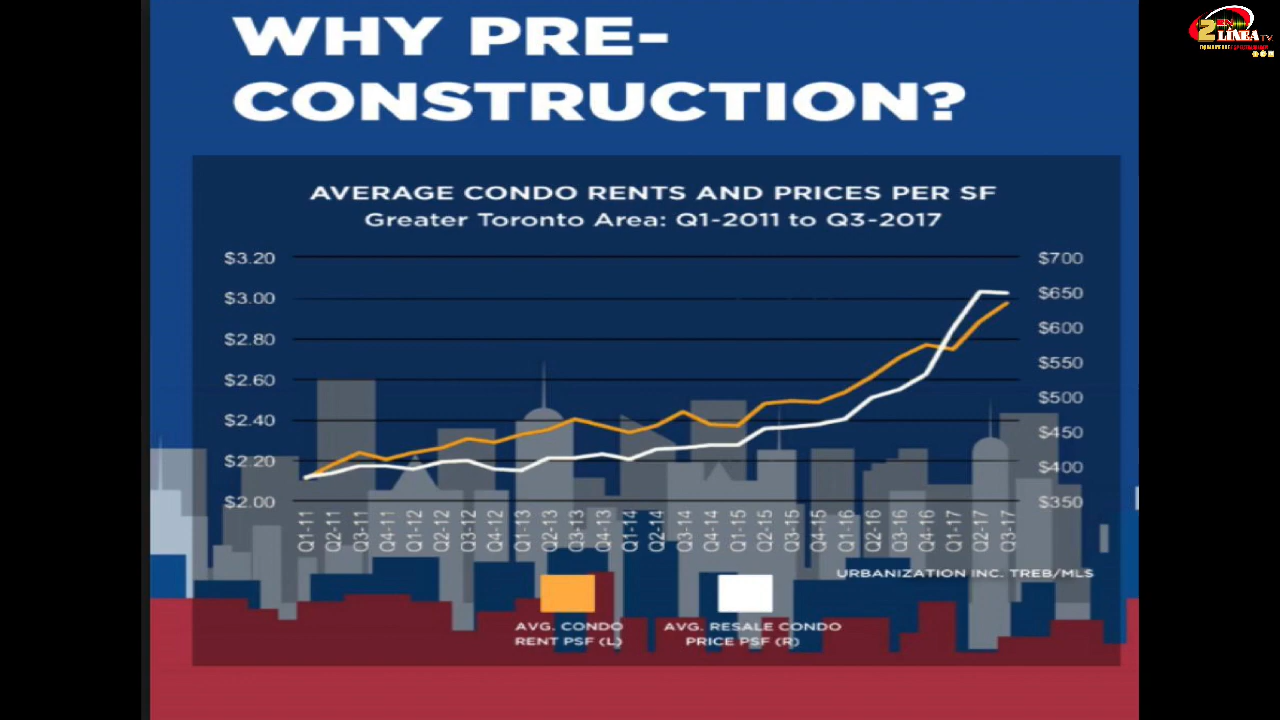 WHY PRE-
CONSTRUCTION?
2 EN
LÍNEA TV
AVERAGE CONDO RENTS AND PRICES PER SF
Greater Toronto Area: Q1-2011 to Q3-2017
$3.20
$3.00
$2.80
$2.60
$2.40
$2.20
$2.00
$700
$650
$600
$550
$500
$450
$400
$350
Q1-11
Q2-11
Q3-11
Q4-11
Q1-12
Q2-12
Q3-12
Q4-12
Q1-13
Q2-13
Q3-13
Q4-13
Q1-14
Q2-14
Q3-14
Q4-14
Q1-15
Q2-15
Q3-15
Q4-15
Q1-16
Q2-16
Q3-16
Q4-16
Q1-17
Q2-17
Q3-17
URBANIZATION INC. TREB/MLS
AVG. CONDO
RENT PSF (L)
AVG. RESALE CONDO
PRICE PSF (R)